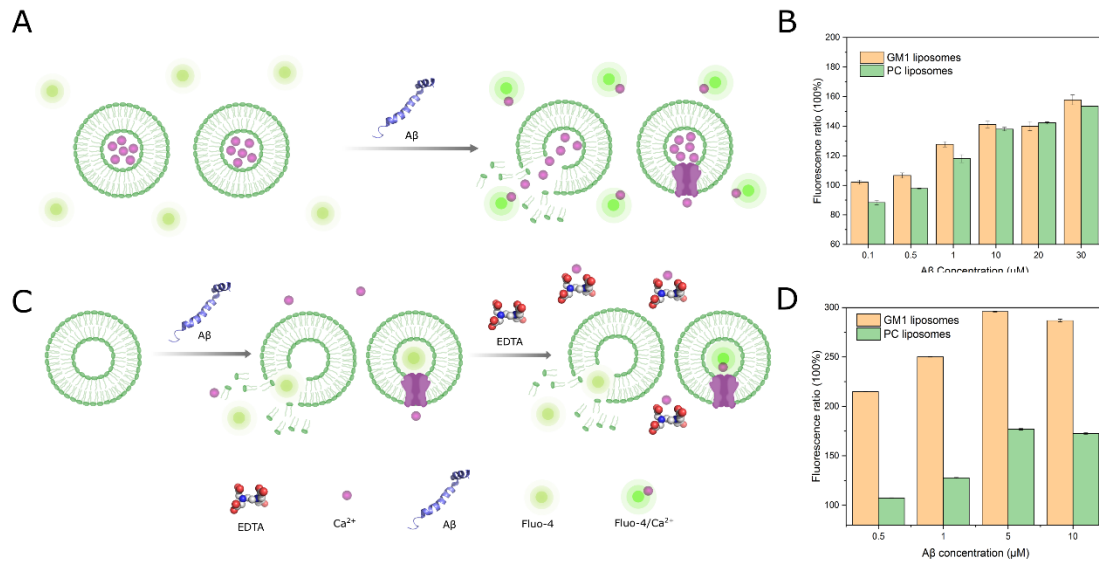 A
Aβ
B
GM1 liposomes
PC liposomes
Fluorescence ratio (100%)
200
180
160
140
120
100
80
60
0.1
0.5
1
10
20
30
Aβ Concentration (µM)
C
Aβ
EDTA
EDTA
Ca²⁺
Aβ
Fluo-4
Fluo-4/Ca²⁺
D
GM1 liposomes
PC liposomes
Fluorescence ratio (100%)
300
250
200
150
100
0.5
1
5
10
Aβ concentration (µM)